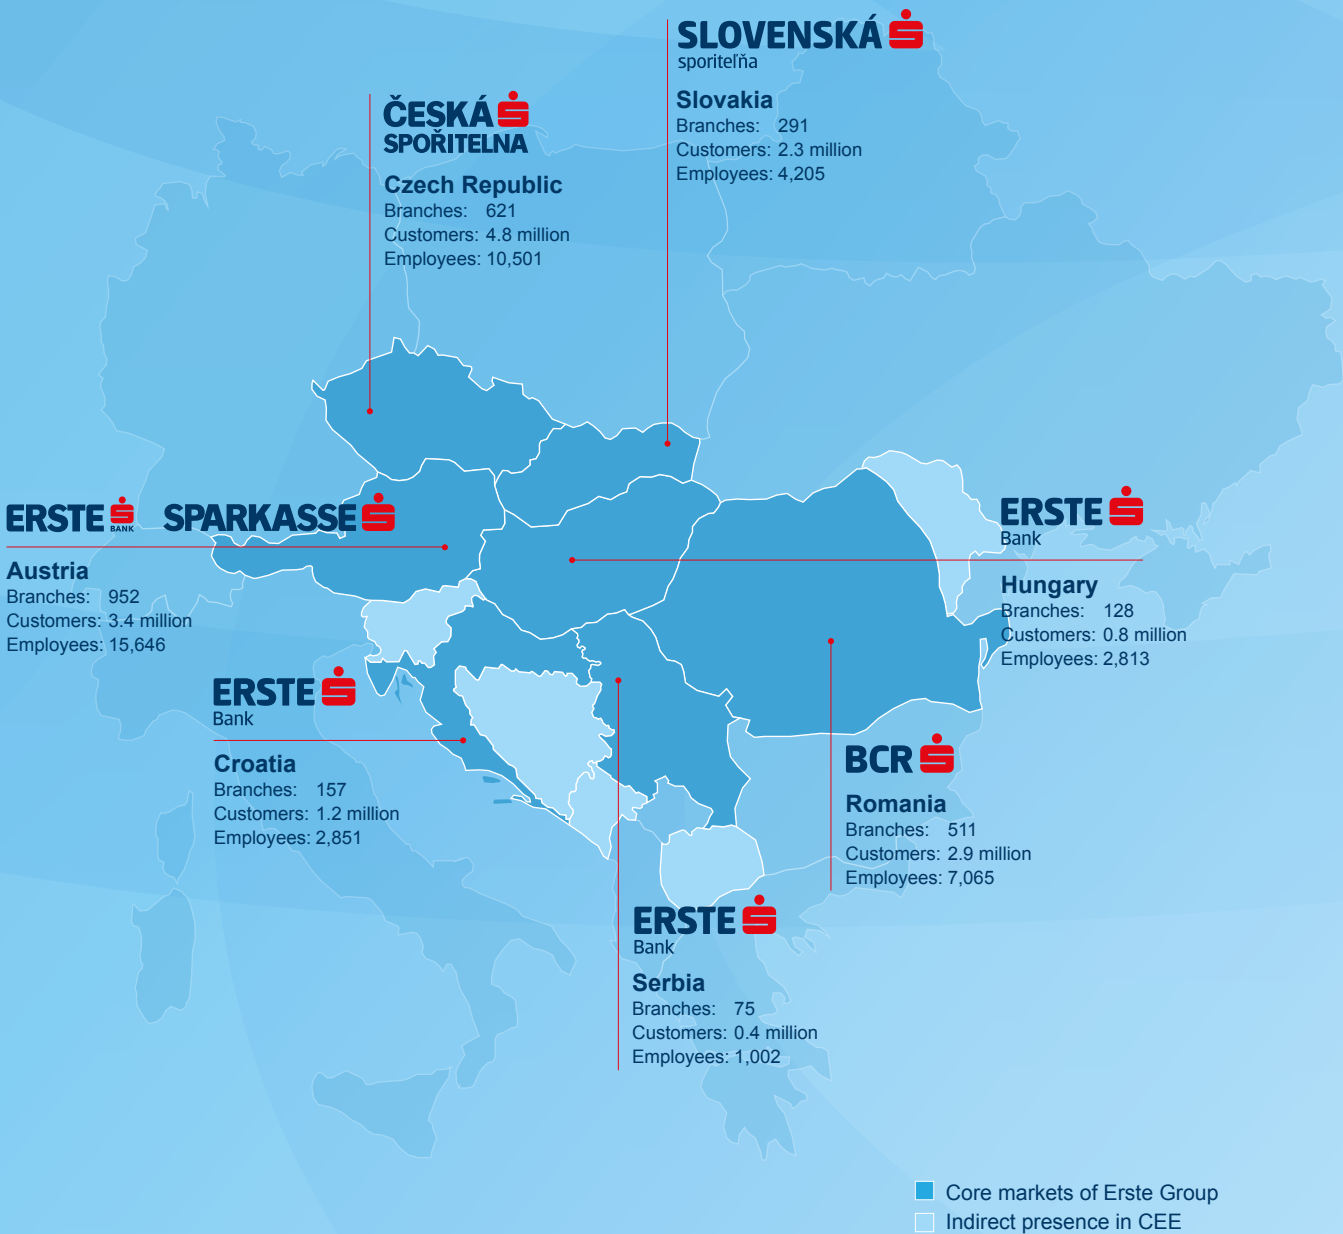 SLOVENSKÁ
sporiteľňa
Slovakia
Branches: 291
Customers: 2.3 million
Employees: 4,205
ČESKÁ
SPOŘITELNA
Czech Republic
Branches: 621
Customers: 4.8 million
Employees: 10,501
ERSTE BANK SPARKASSE
Austria
Branches: 952
Customers: 3.4 million
Employees: 15,646
ERSTE
Bank
Hungary
Branches: 128
Customers: 0.8 million
Employees: 2,813
ERSTE
Bank
Croatia
Branches: 157
Customers: 1.2 million
Employees: 2,851
BCR
Romania
Branches: 511
Customers: 2.9 million
Employees: 7,065
ERSTE
Bank
Serbia
Branches: 75
Customers: 0.4 million
Employees: 1,002
Core markets of Erste Group
Indirect presence in CEE